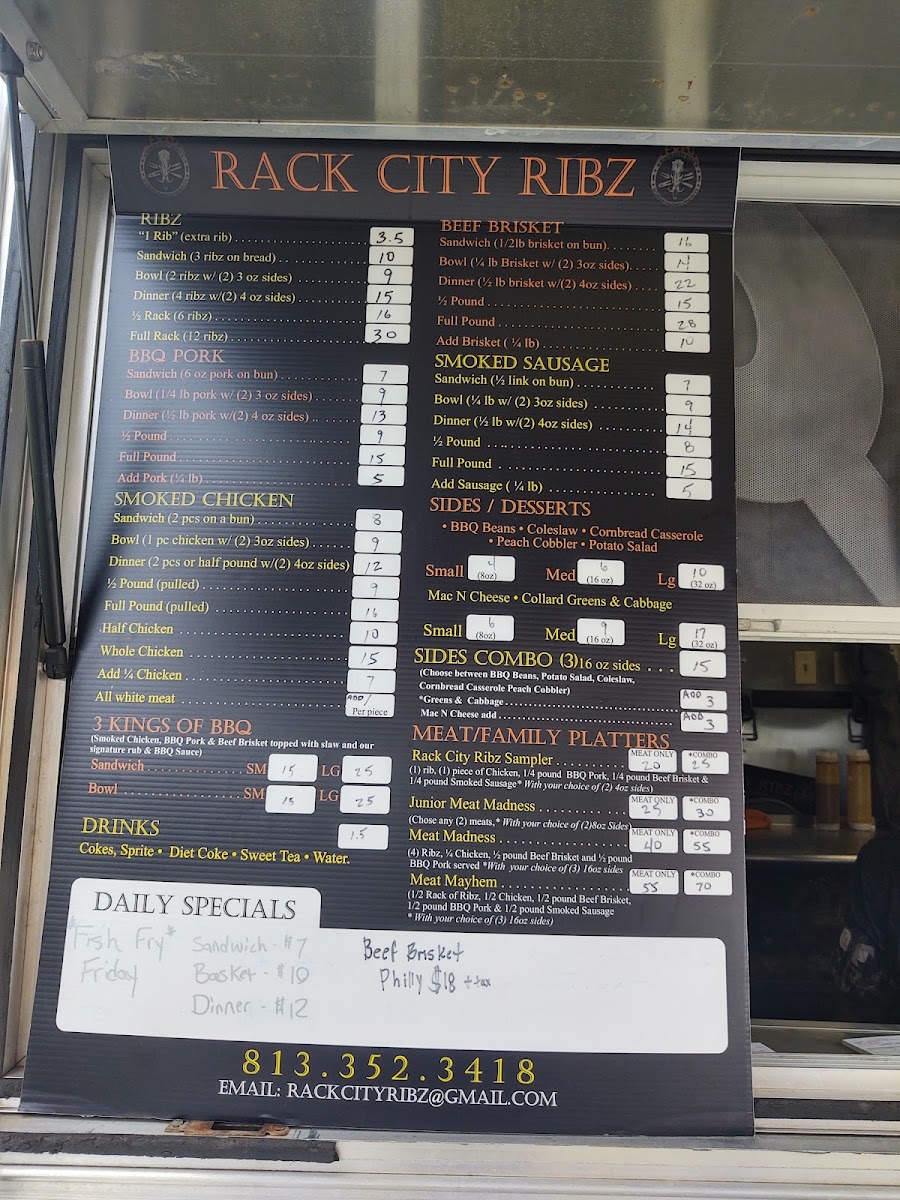 RACK CITY RIBZ
RIBZ
"1 Rib" (extra rib) 3.5
Sandwich (3 ribz on bread) 10
Bowl (2 ribz w/ (2) 3 oz sides) 9
Dinner (4 ribz w/(2) 4 oz sides) 15
½ Rack (6 ribz) 16
Full Rack (12 ribz) 30
BBQ PORK
Sandwich (6 oz pork on bun) 7
Bowl (1/4 lb pork w/( 2) 3 oz sides) 9
Dinner (½ lb pork w/(2) 4 oz sides) 13
½ Pound 9
Full Pound 15
Add Pork (¼ lb) 5
SMOKED CHICKEN
Sandwich (2 pcs on a bun) 8
Bowl (1 pc chicken w/ (2) 3oz sides) 9
Dinner (2 pcs or half pound w/(2) 4oz sides) 12
½ Pound (pulled) 9
Full Pound (pulled) 16
Half Chicken 10
Whole Chicken 15
Add ¼ Chicken 7
All white meat ADD / Per piece
3 KINGS OF BBQ
(Smoked Chicken, BBQ Pork & Beef Brisket topped with slaw and our
signature rub & BBQ Sauce)
Sandwich SM 15 LG 25
Bowl SM 15 LG 25
DRINKS 1.5
Cokes, Sprite • Diet Coke • Sweet Tea • Water.
BEEF BRISKET
Sandwich (1/2lb brisket on bun) 16
Bowl (¼ lb Brisket w/ (2) 3oz sides)
Dinner (½ lb brisket w/(2) 4oz sides) 22
½ Pound 15
Full Pound 28
Add Brisket ( ¼ lb) 10
SMOKED SAUSAGE
Sandwich (½ link on bun) 7
Bowl (¼ lb w/ (2) 3oz sides) 9
Dinner (½ lb w/(2) 4oz sides) 14
½ Pound 8
Full Pound 15
Add Sausage ( ¼ lb) 5
SIDES / DESSERTS
• BBQ Beans • Coleslaw • Cornbread Casserole
• Peach Cobbler • Potato Salad
Small 4 (8oz) Med 6 (16 oz) Lg 10 (32 oz)
Mac N Cheese • Collard Greens & Cabbage
Small 6 (8oz) Med 9 (16 oz) Lg 17 (32 oz)
SIDES COMBO (3)16 oz sides 15
(Choose between BBQ Beans, Potato Salad, Coleslaw,
Cornbread Casserole Peach Cobbler)
*Greens & Cabbage ADD 3
Mac N Cheese add ADD 3
MEAT/FAMILY PLATTERS
Rack City Ribz Sampler MEAT ONLY 20 *COMBO 25
(1) rib, (1) piece of Chicken, 1/4 pound BBQ Pork, 1/4 pound Beef Brisket &
1/4 pound Smoked Sausage* With your choice of (2) 4oz sides)
Junior Meat Madness MEAT ONLY 25 *COMBO 30
(Chose any (2) meats,* With your choice of (2)8oz Sides
Meat Madness MEAT ONLY 40 *COMBO 55
(4) Ribz, ¼ Chicken, ½ pound Beef Brisket and ½ pound
BBQ Pork served *With your choice of (3) 16oz sides
Meat Mayhem MEAT ONLY 55 *COMBO 70
(1/2 Rack of Ribz, 1/2 Chicken, 1/2 pound Beef Brisket,
1/2 pound BBQ Pork & 1/2 pound Smoked Sausage
* With your choice of (3) 16oz sides)
DAILY SPECIALS
*Fish Fry* Sandwich - $7 Beef Brisket
Friday Basket - $10 Philly $18 +tax
Dinner - $12
813.352.3418
EMAIL: RACKCITYRIBZ@GMAIL.COM